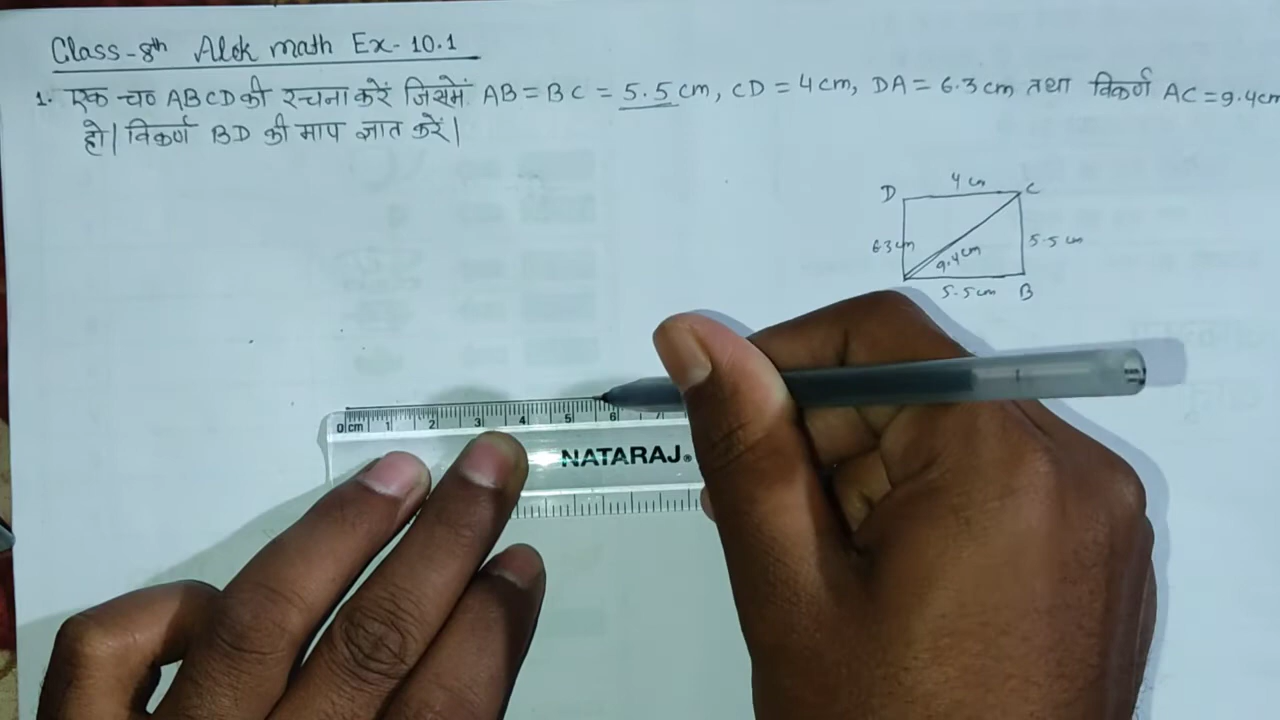 Class-8th Alok math Ex-10.1
1. एक च० ABCD की रचना करें जिसमें AB = BC = 5.5 cm, CD = 4 cm, DA = 6.3 cm तथा विकर्ण AC = 9.4 cm
हो| विकर्ण BD की माप ज्ञात करें|
D 4 cm C
6.3 cm 9.4 cm 5.5 cm
5.5 cm B
0 cm 1 2 3 4 5 6 7
NATARAJ®